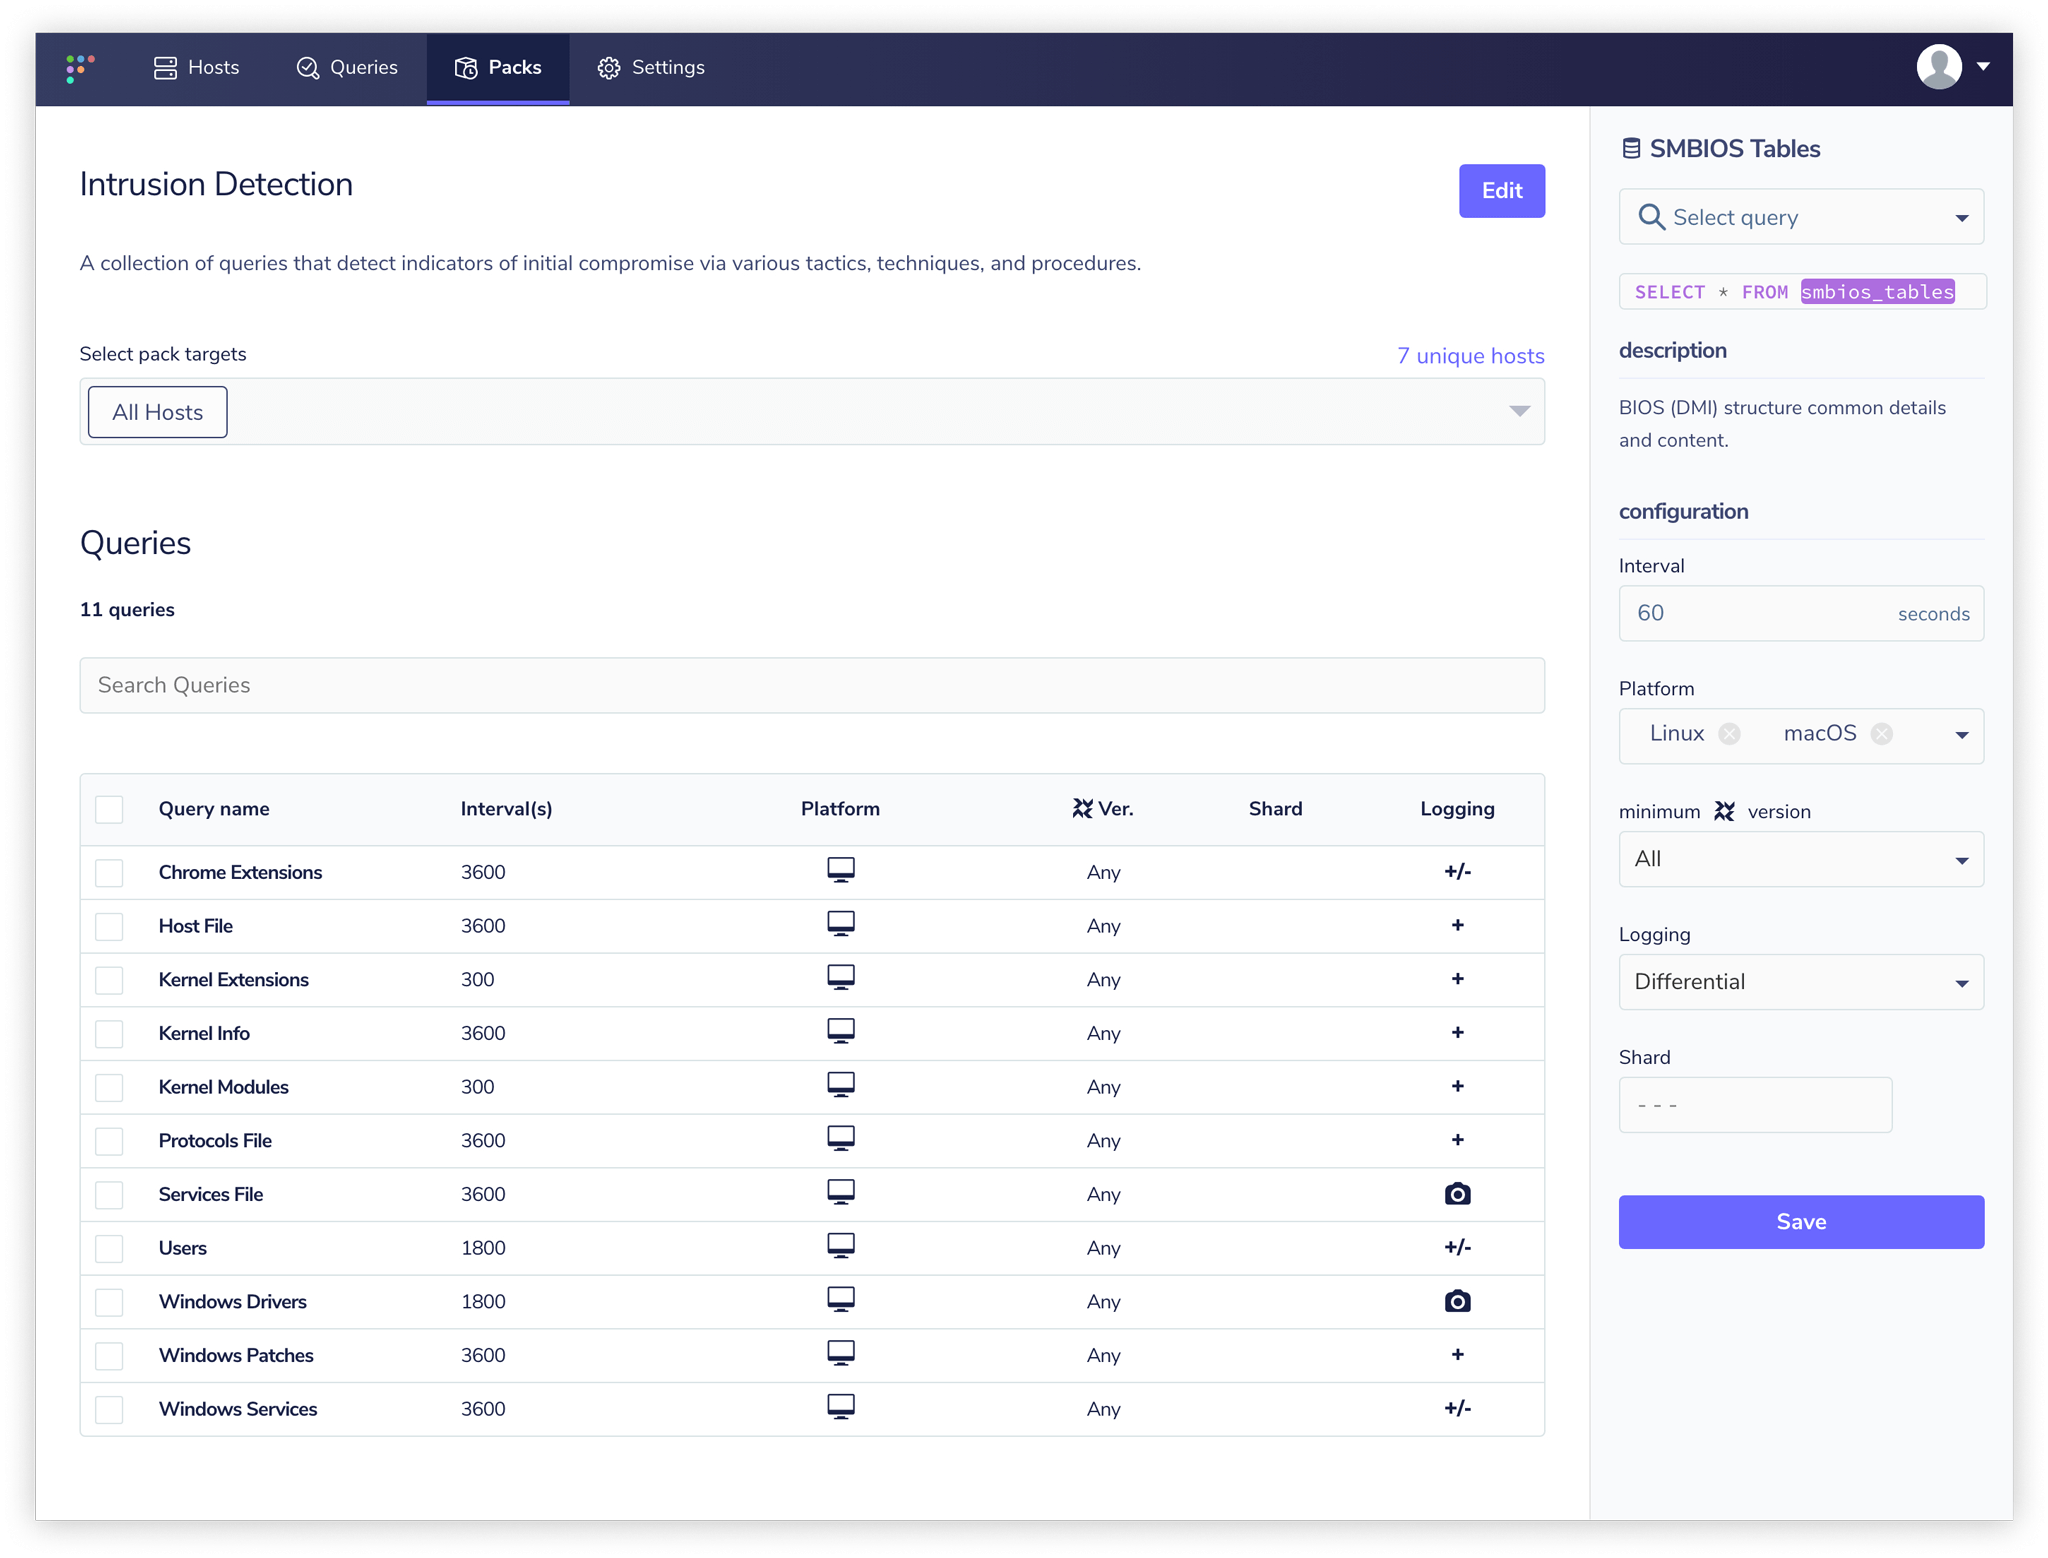 Hosts Queries Packs Settings
Intrusion Detection
Edit
A collection of queries that detect indicators of initial compromise via various tactics, techniques, and procedures.
Select pack targets
7 unique hosts
All Hosts
Queries
11 queries
Search Queries
Query name Interval(s) Platform Ver. Shard Logging
Chrome Extensions 3600 Any +/-
Host File 3600 Any +
Kernel Extensions 300 Any +
Kernel Info 3600 Any +
Kernel Modules 300 Any +
Protocols File 3600 Any +
Services File 3600 Any
Users 1800 Any +/-
Windows Drivers 1800 Any
Windows Patches 3600 Any +
Windows Services 3600 Any +/-
SMBIOS Tables
Select query
SELECT * FROM smbios_tables
description
BIOS (DMI) structure common details
and content.
configuration
Interval
60 seconds
Platform
Linux macOS
minimum version
All
Logging
Differential
Shard
- - -
Save